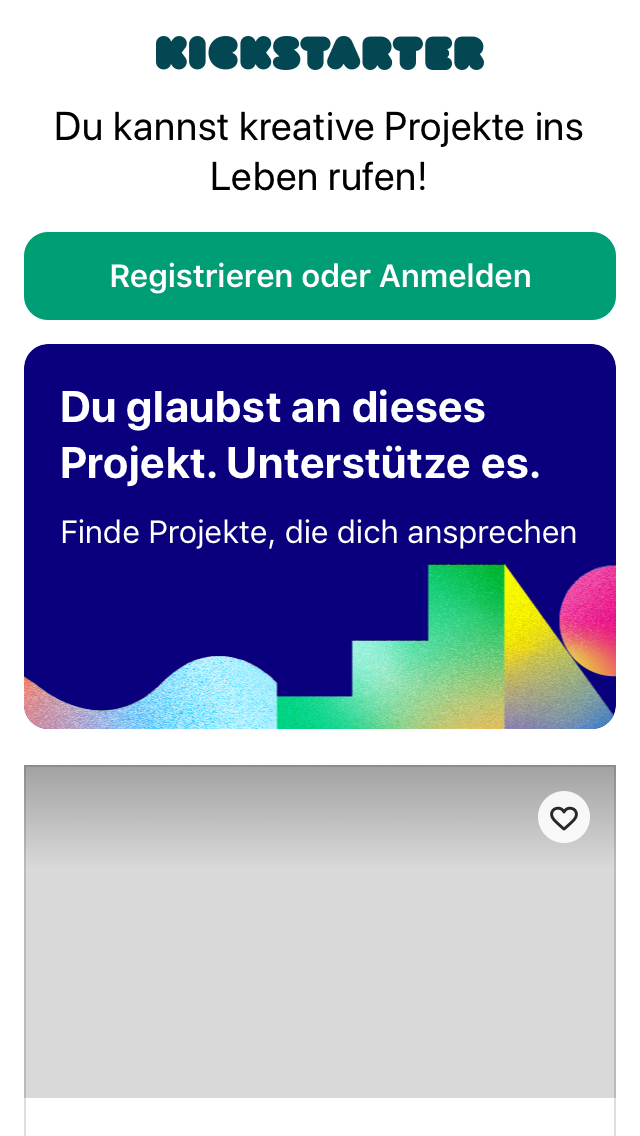 KICKSTARTER
Du kannst kreative Projekte ins
Leben rufen!
Registrieren oder Anmelden
Du glaubst an dieses
Projekt. Unterstütze es.
Finde Projekte, die dich ansprechen